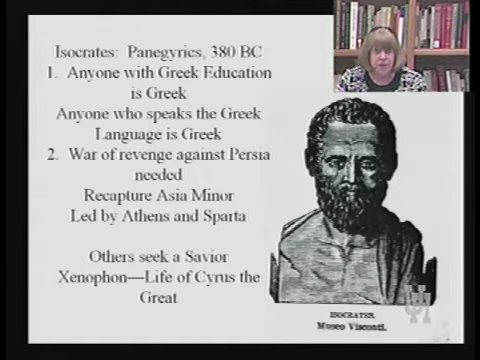 Isocrates: Panegyrics, 380 BC
1. Anyone with Greek Education
is Greek
Anyone who speaks the Greek
Language is Greek
2. War of revenge against Persia
needed
Recapture Asia Minor
Led by Athens and Sparta
Others seek a Savior
Xenophon—Life of Cyrus the
Great
ISOCRATES.
Museo Visconti.
UH